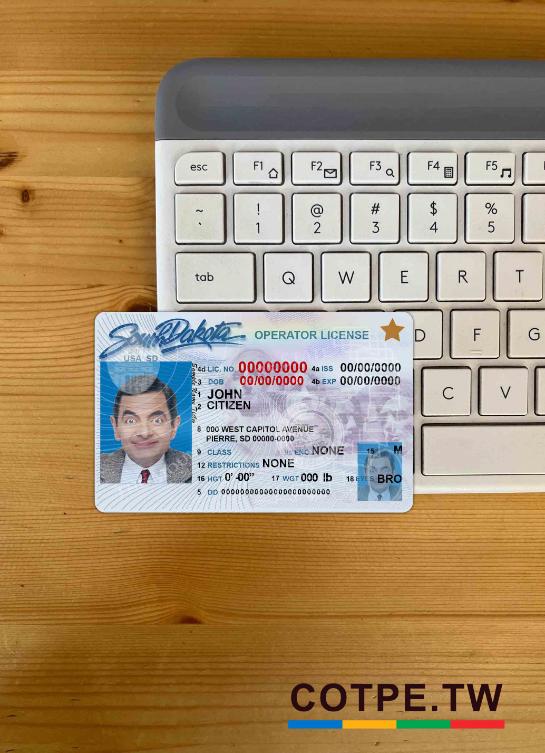 esc F1 F2 F3 F4 F5
~ ! @ # $ %
` 1 2 3 4 5
tab Q W E R T
D F G
C V
South Dakota OPERATOR LICENSE
USA SD
4d LIC. NO. 00000000 4a ISS 00/00/0000
3 DOB 00/00/0000 4b EXP 00/00/0000
1 JOHN
2 CITIZEN
8 000 WEST CAPITOL AVENUE
PIERRE, SD 00000-0000
9 CLASS END NONE 15 M
12 RESTRICTIONS NONE
16 HGT 0'-00" 17 WGT 000 lb 18 EYES BRO
5 DD
COTPE.TW